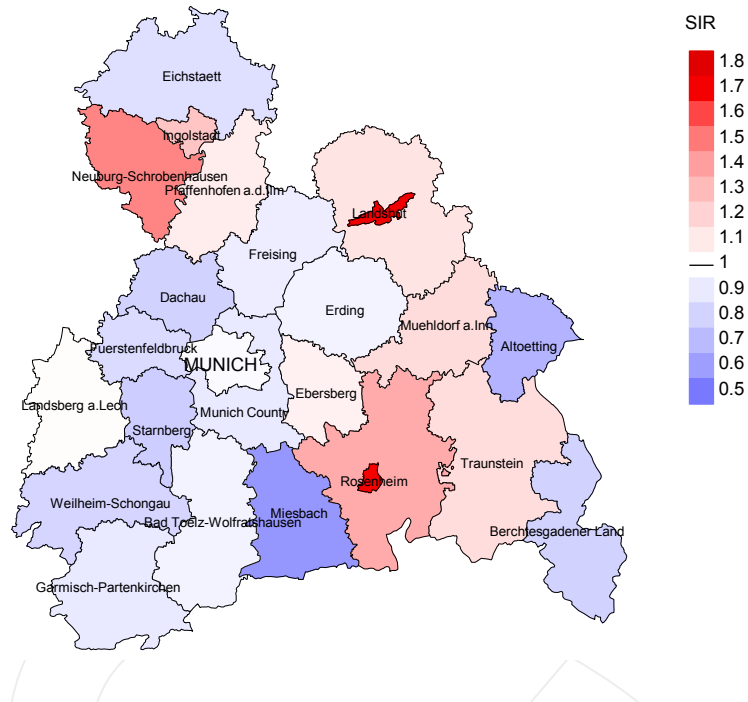 SIR
1.8
1.7
1.6
1.5
1.4
1.3
1.2
1.1
1
0.9
0.8
0.7
0.6
0.5
Eichstaett
Ingolstadt
Neuburg-Schrobenhausen
Pfaffenhofen a.d.Ilm
Landshut
Freising
Dachau
Erding
Muehldorf a.Inn
Altoetting
Fuerstenfeldbruck
MUNICH
Ebersberg
Landsberg a.Lech
Munich County
Starnberg
Traunstein
Rosenheim
Weilheim-Schongau
Miesbach
Bad Toelz-Wolfratshausen
Berchtesgadener Land
Garmisch-Partenkirchen